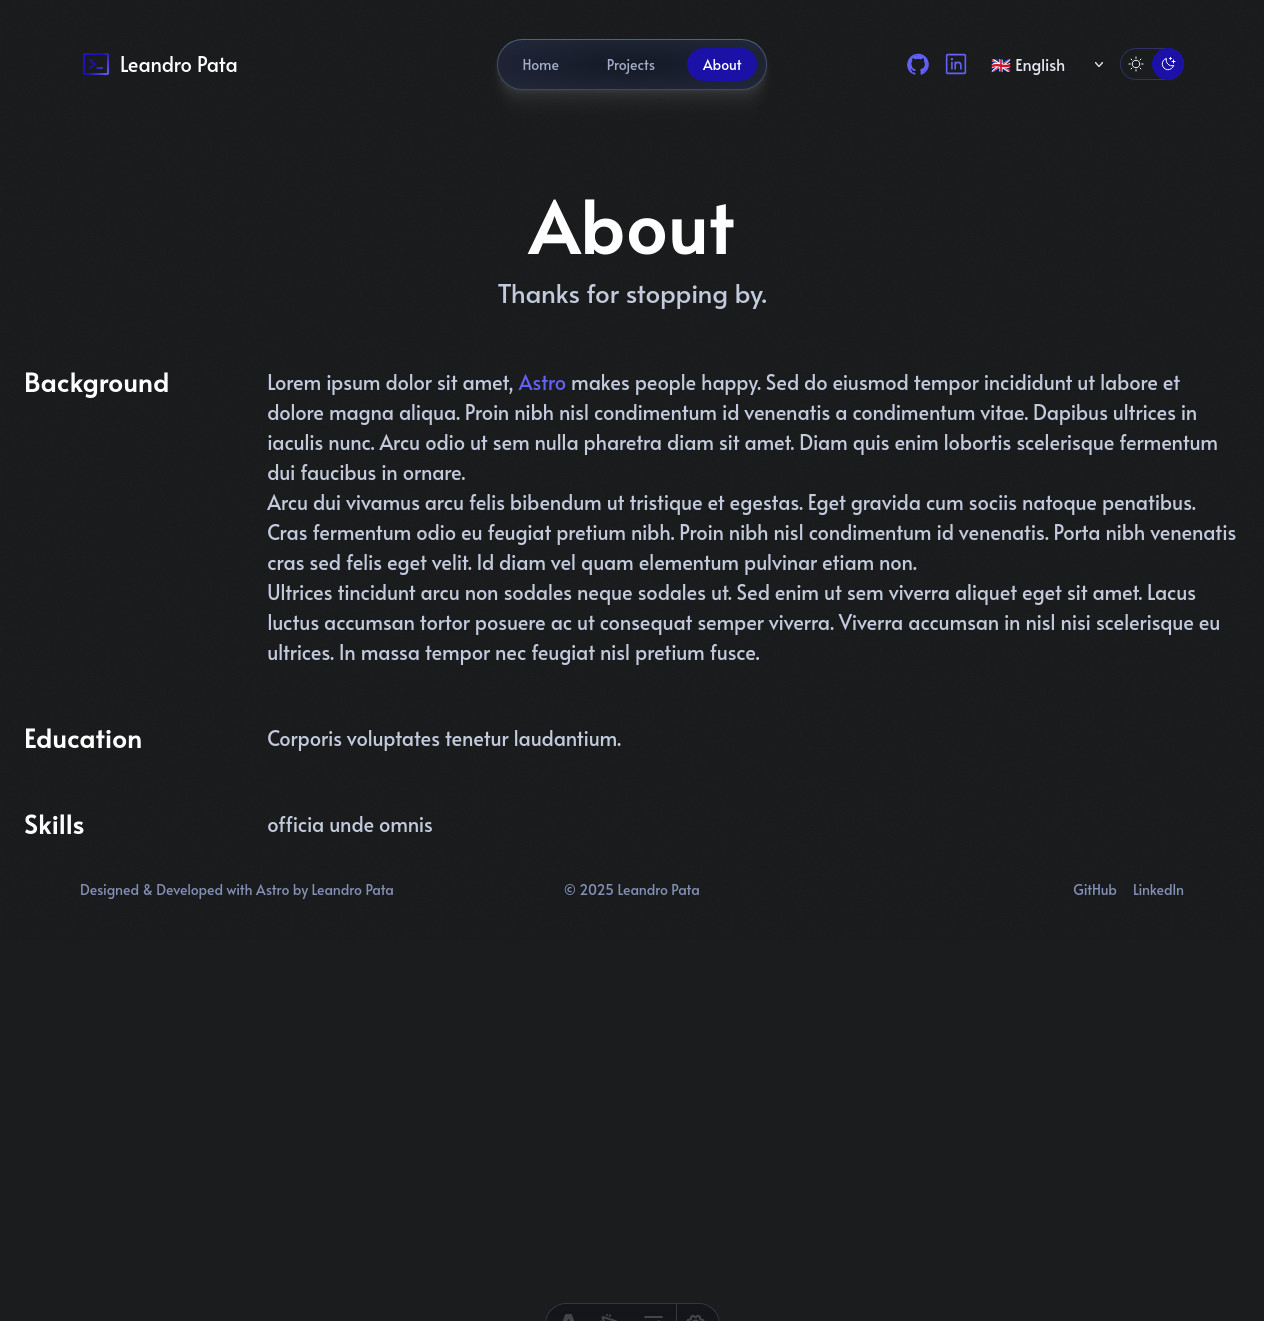 Leandro Pata
Home Projects About
🇬🇧 English
About
Thanks for stopping by.
Background
Lorem ipsum dolor sit amet, Astro makes people happy. Sed do eiusmod tempor incididunt ut labore et
dolore magna aliqua. Proin nibh nisl condimentum id venenatis a condimentum vitae. Dapibus ultrices in
iaculis nunc. Arcu odio ut sem nulla pharetra diam sit amet. Diam quis enim lobortis scelerisque fermentum
dui faucibus in ornare.
Arcu dui vivamus arcu felis bibendum ut tristique et egestas. Eget gravida cum sociis natoque penatibus.
Cras fermentum odio eu feugiat pretium nibh. Proin nibh nisl condimentum id venenatis. Porta nibh venenatis
cras sed felis eget velit. Id diam vel quam elementum pulvinar etiam non.
Ultrices tincidunt arcu non sodales neque sodales ut. Sed enim ut sem viverra aliquet eget sit amet. Lacus
luctus accumsan tortor posuere ac ut consequat semper viverra. Viverra accumsan in nisl nisi scelerisque eu
ultrices. In massa tempor nec feugiat nisl pretium fusce.
Education
Corporis voluptates tenetur laudantium.
Skills
officia unde omnis
Designed & Developed with Astro by Leandro Pata
© 2025 Leandro Pata
GitHub LinkedIn